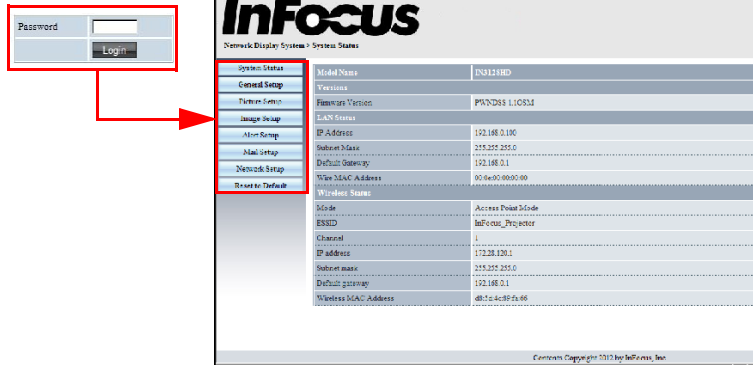 Password
Login
InFocus
Network Display System > System Status
System Status
General Setup
Picture Setup
Image Setup
Alert Setup
Mail Setup
Network Setup
Reset to Default
Model Name IN3128HD
Versions
Firmware Version PWNDSS 1.1OSM
LAN Status
IP Address 192.168.0.100
Subnet Mask 255.255.255.0
Default Gateway 192.168.0.1
Wire MAC Address 00:0e:00:00:00:00
Wireless Status
Mode Access Point Mode
ESSID InFocus_Projector
Channel 1
IP address 172.28.120.1
Subnet mask 255.255.255.0
Default gateway 192.168.0.1
Wireless MAC Address
Contents Copyright 2012 by InFocus, Inc.